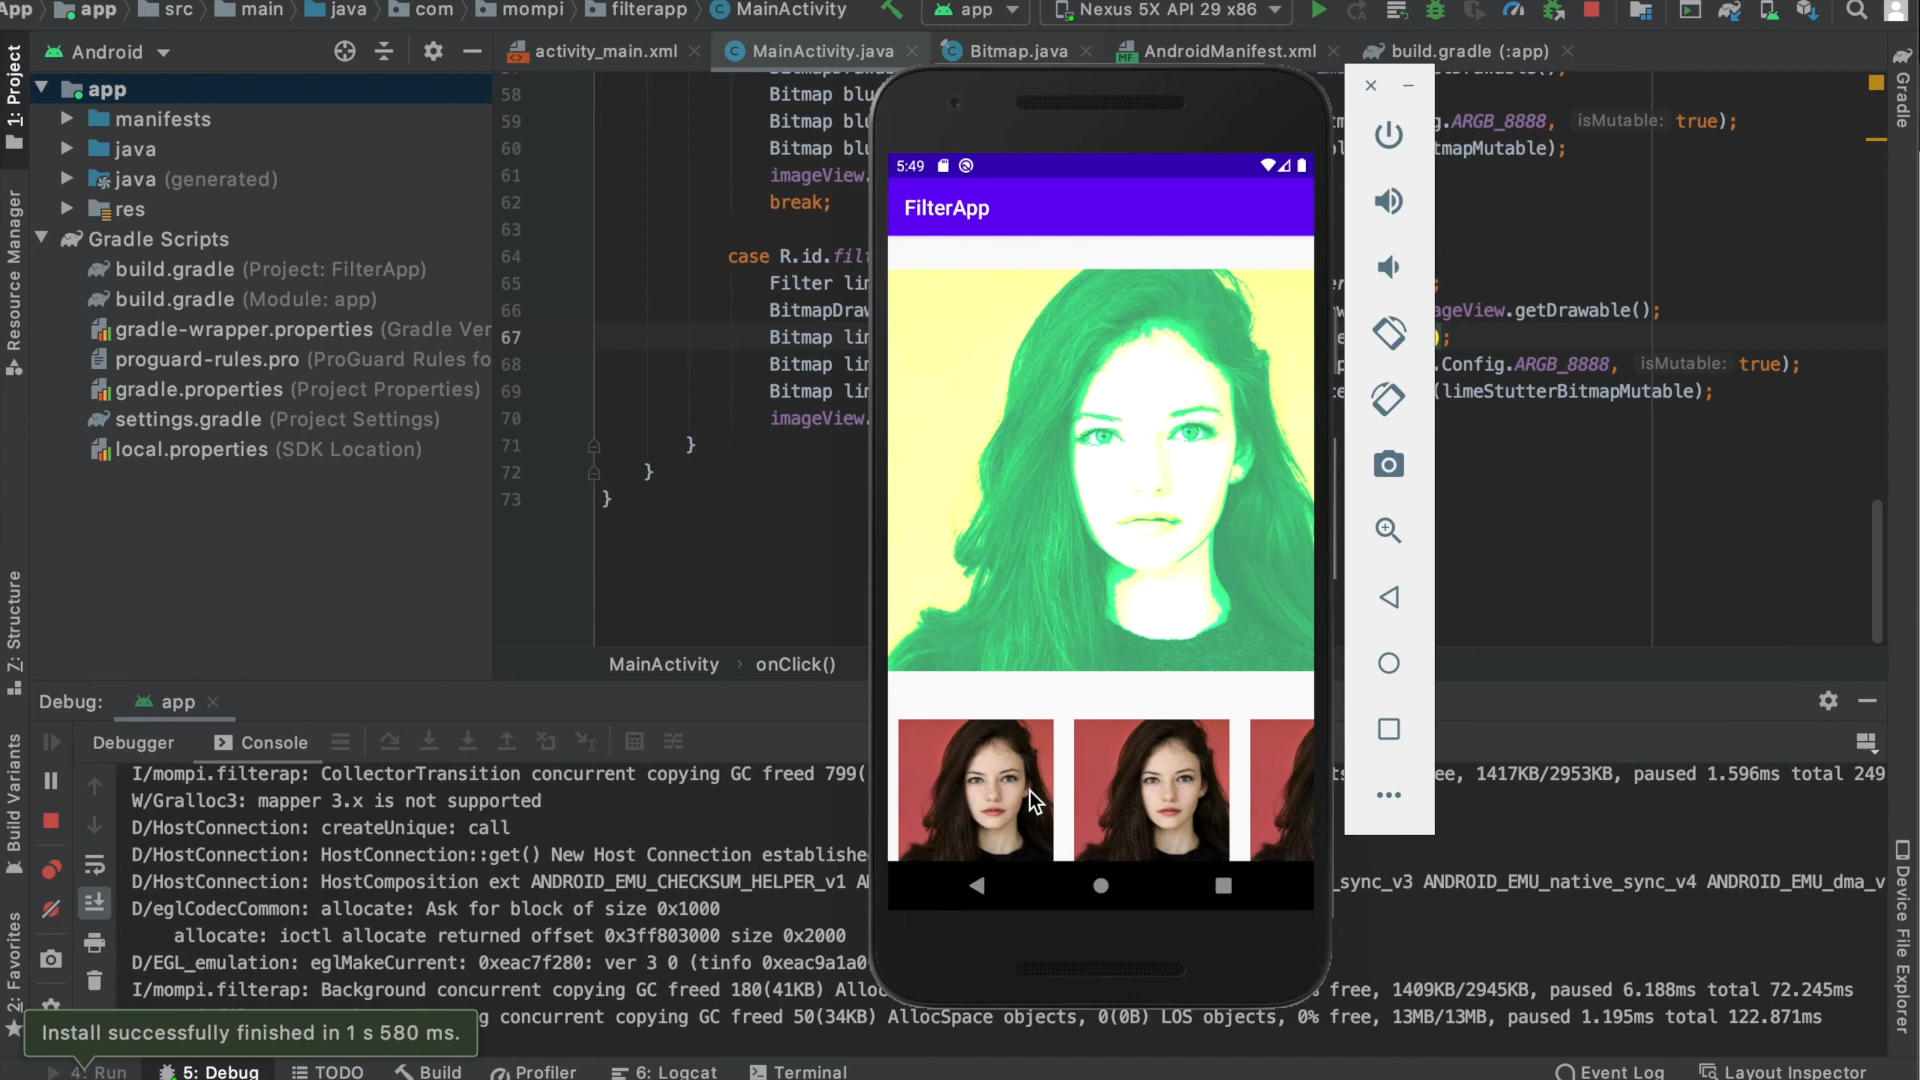 App > app > src > main > java > com > mompi > filterapp > MainActivity
app
Nexus 5X API 29 x86
Android
activity_main.xml
MainActivity.java
Bitmap.java
AndroidManifest.xml
build.gradle (:app)
1: Project
Resource Manager
Z: Structure
Build Variants
2: Favorites
Gradle
Device File Explorer
app
manifests
java
java (generated)
res
Gradle Scripts
build.gradle (Project: FilterApp)
build.gradle (Module: app)
gradle-wrapper.properties (Gradle Ver
proguard-rules.pro (ProGuard Rules fo
gradle.properties (Project Properties)
settings.gradle (Project Settings)
local.properties (SDK Location)
58 Bitmap blu
59 Bitmap blu g.ARGB_8888, isMutable: true);
60 Bitmap blu tmapMutable);
61 imageView.
62 break;
63
64 case R.id.fil
65 Filter lim ;
66 BitmapDraw ageView.getDrawable();
67 Bitmap lim );
68 Bitmap lim .Config.ARGB_8888, isMutable: true);
69 Bitmap lim (limeStutterBitmapMutable);
70 imageView.
71 }
72 }
73 }
MainActivity > onClick()
5:49
FilterApp
Debug: app
Debugger
Console
I/mompi.filterap: CollectorTransition concurrent copying GC freed 799( ee, 1417KB/2953KB, paused 1.596ms total 249
W/Gralloc3: mapper 3.x is not supported
D/HostConnection: createUnique: call
D/HostConnection: HostConnection::get() New Host Connection establishe
D/HostConnection: HostComposition ext ANDROID_EMU_CHECKSUM_HELPER_v1 A _sync_v3 ANDROID_EMU_native_sync_v4 ANDROID_EMU_dma_v
D/eglCodecCommon: allocate: Ask for block of size 0x1000
allocate: ioctl allocate returned offset 0x3ff803000 size 0x2000
D/EGL_emulation: eglMakeCurrent: 0xeac7f280: ver 3 0 (tinfo 0xeac9a1a0
I/mompi.filterap: Background concurrent copying GC freed 180(41KB) Alloc % free, 1409KB/2945KB, paused 6.188ms total 72.245ms
concurrent copying GC freed 50(34KB) AllocSpace objects, 0(0B) LOS objects, 0% free, 13MB/13MB, paused 1.195ms total 122.871ms
Install successfully finished in 1 s 580 ms.
4: Run
5: Debug
TODO
Build
Profiler
6: Logcat
Terminal
Event Log
Layout Inspector